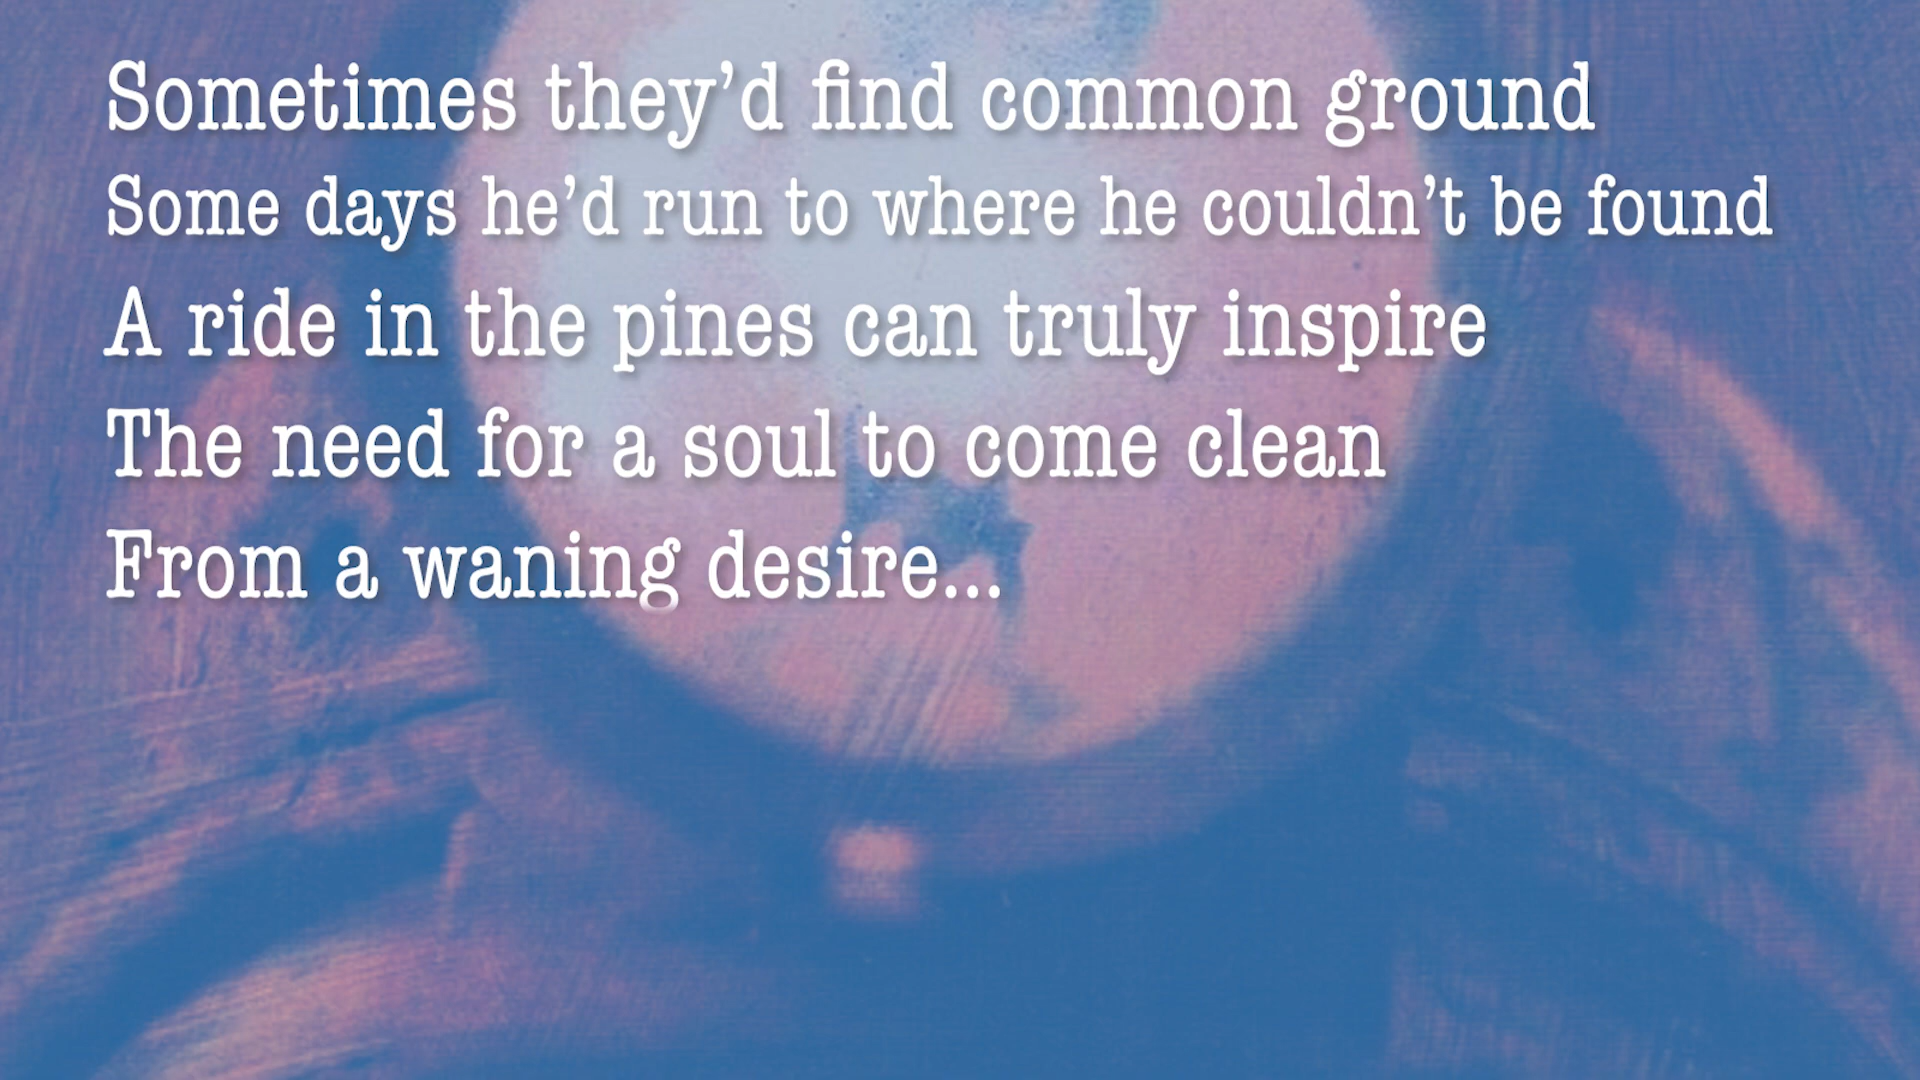 Sometimes they’d find common ground
Some days he’d run to where he couldn’t be found
A ride in the pines can truly inspire
The need for a soul to come clean
From a waning desire...